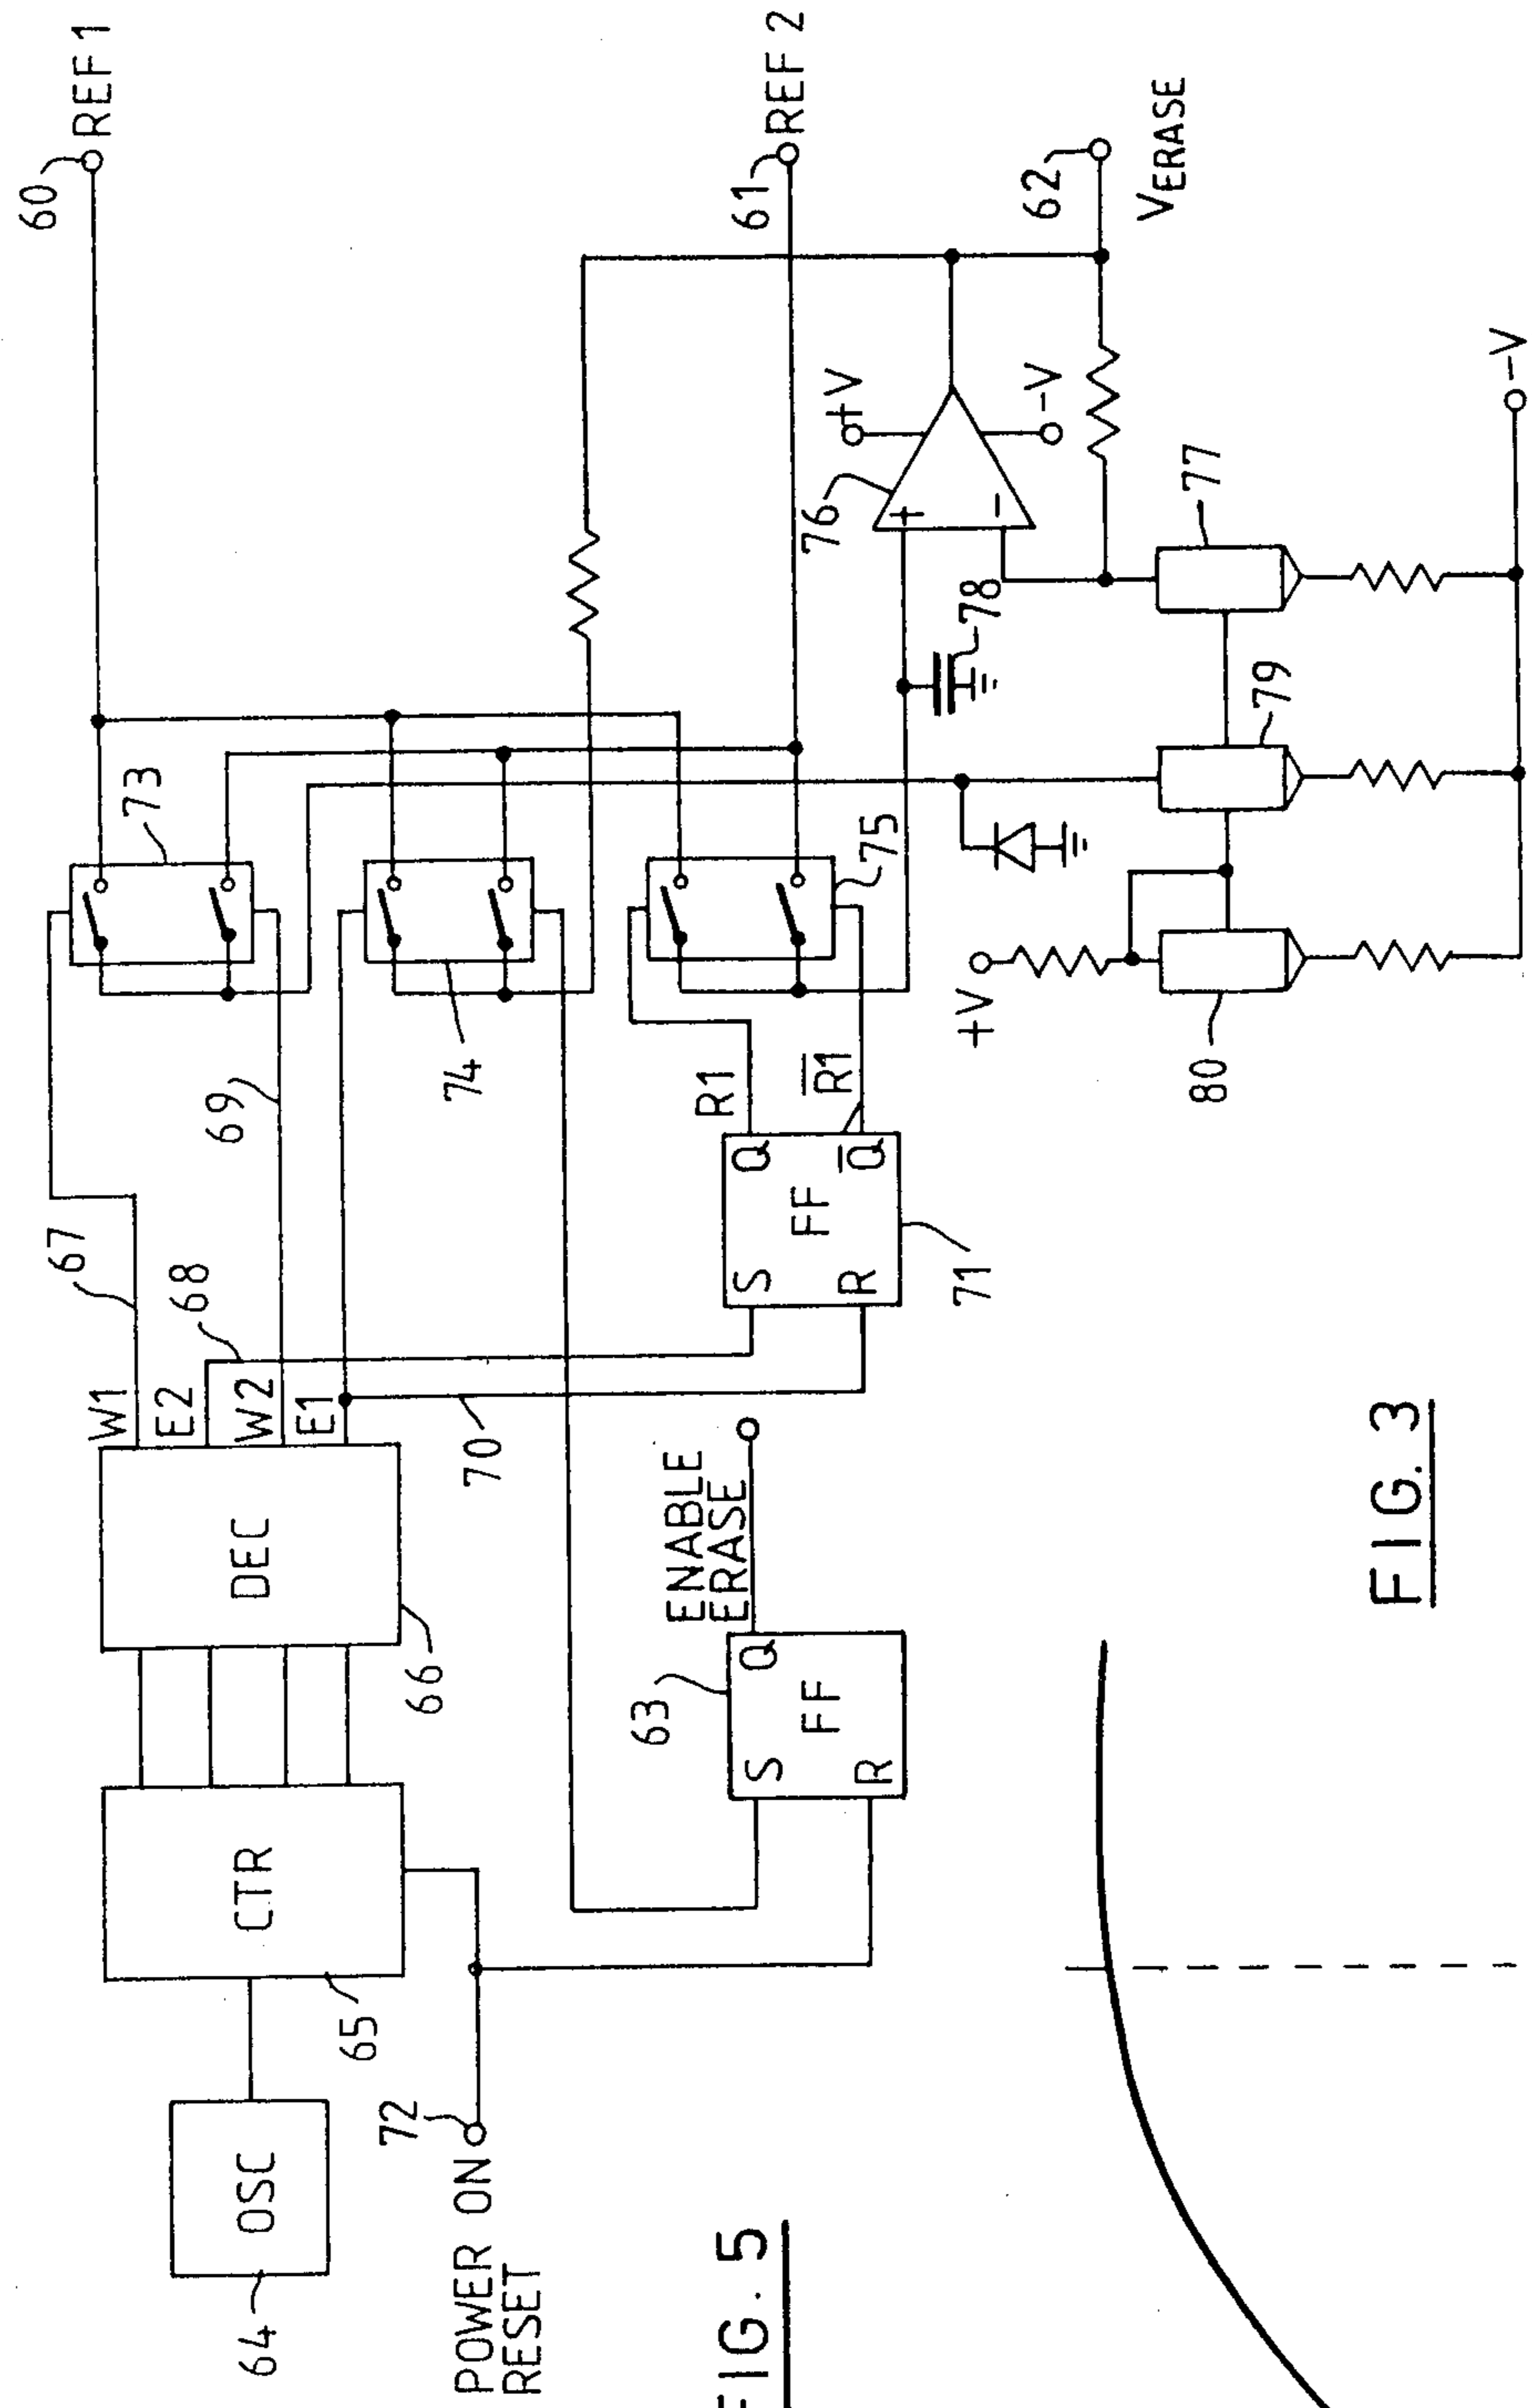 60
REF 1
61
REF 2
62
VERASE
73
67
W1
68
E2
69
W2
E1
DEC
66
70
CTR
65
OSC
64
72
POWER ON
RESET
74
75
R1
R̅1̅
Q
Q̅
FF
S
R
71
ENABLE
ERASE
63
Q
FF
S
R
76
+V
-V
+
-
78
77
79
80
+V
-V
FIG. 3
FIG. 5